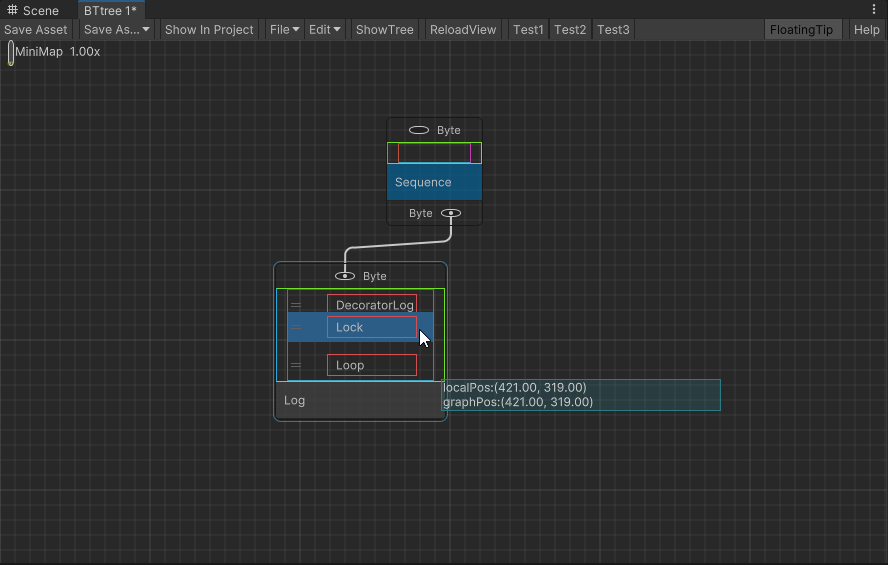 Scene
BTtree 1*
Save Asset Save As... Show In Project File Edit ShowTree ReloadView Test1 Test2 Test3 FloatingTip Help
MiniMap 1.00x
Byte
Sequence
Byte
Byte
DecoratorLog
Lock
Loop
Log
localPos:(421.00, 319.00)
graphPos:(421.00, 319.00)